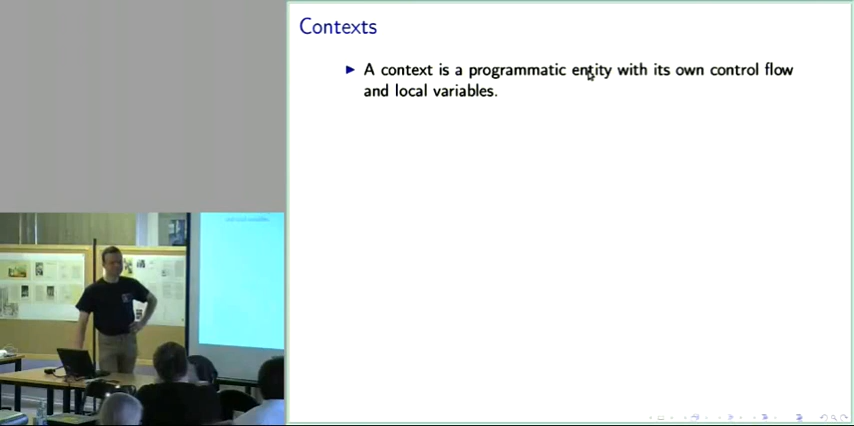 Contexts
A context is a programmatic entity with its own control flow
and local variables.